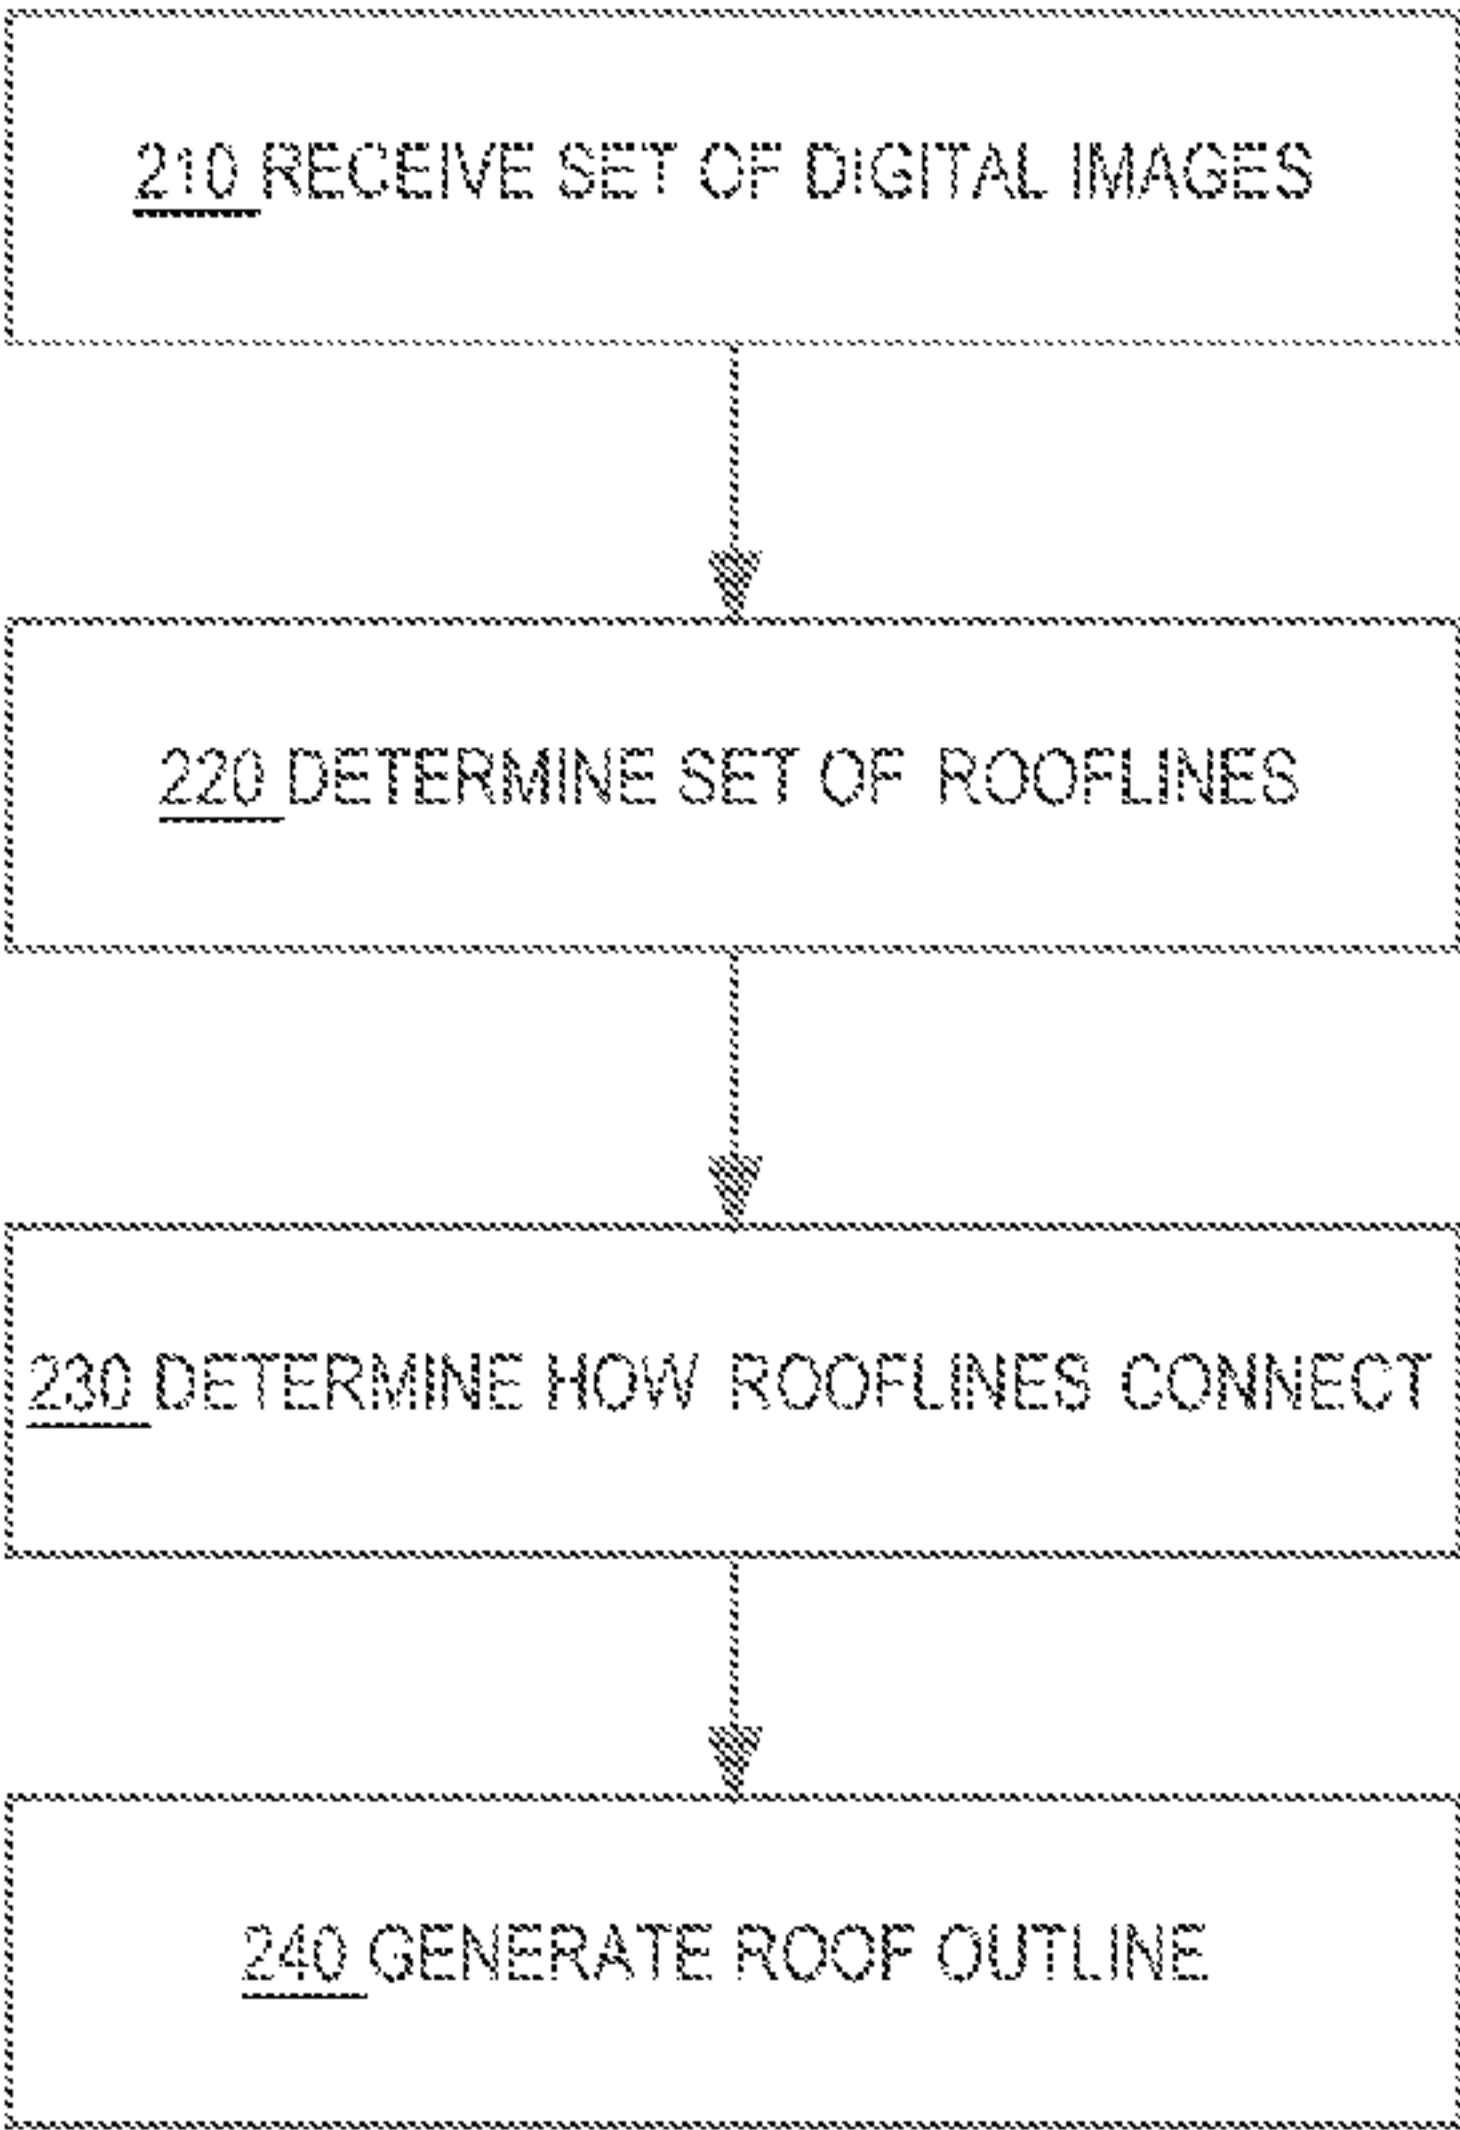 210 RECEIVE SET OF DIGITAL IMAGES
220 DETERMINE SET OF ROOFLINES
230 DETERMINE HOW ROOFLINES CONNECT
240 GENERATE ROOF OUTLINE